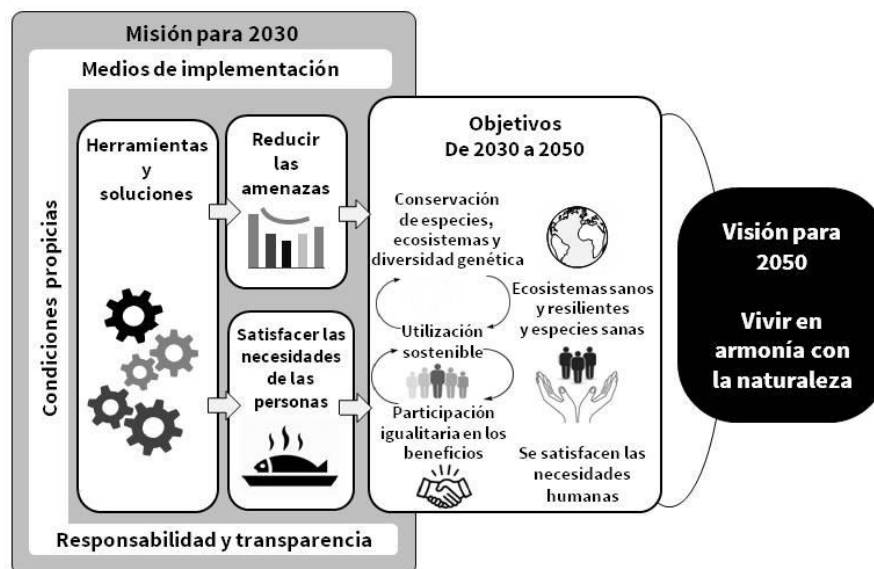 Misión para 2030
Medios de implementación
Condiciones propicias
Herramientas
y
soluciones
Reducir
las
amenazas
Satisfacer las
necesidades
de las
personas
Objetivos
De 2030 a 2050
Conservación
de especies,
ecosistemas y
diversidad genética
Utilización
sostenible
Participación
igualitaria en los
beneficios
Ecosistemas sanos
y resilientes
y especies sanas
Se satisfacen las
necesidades
humanas
Visión para
2050
Vivir en
armonía con
la naturaleza
Responsabilidad y transparencia